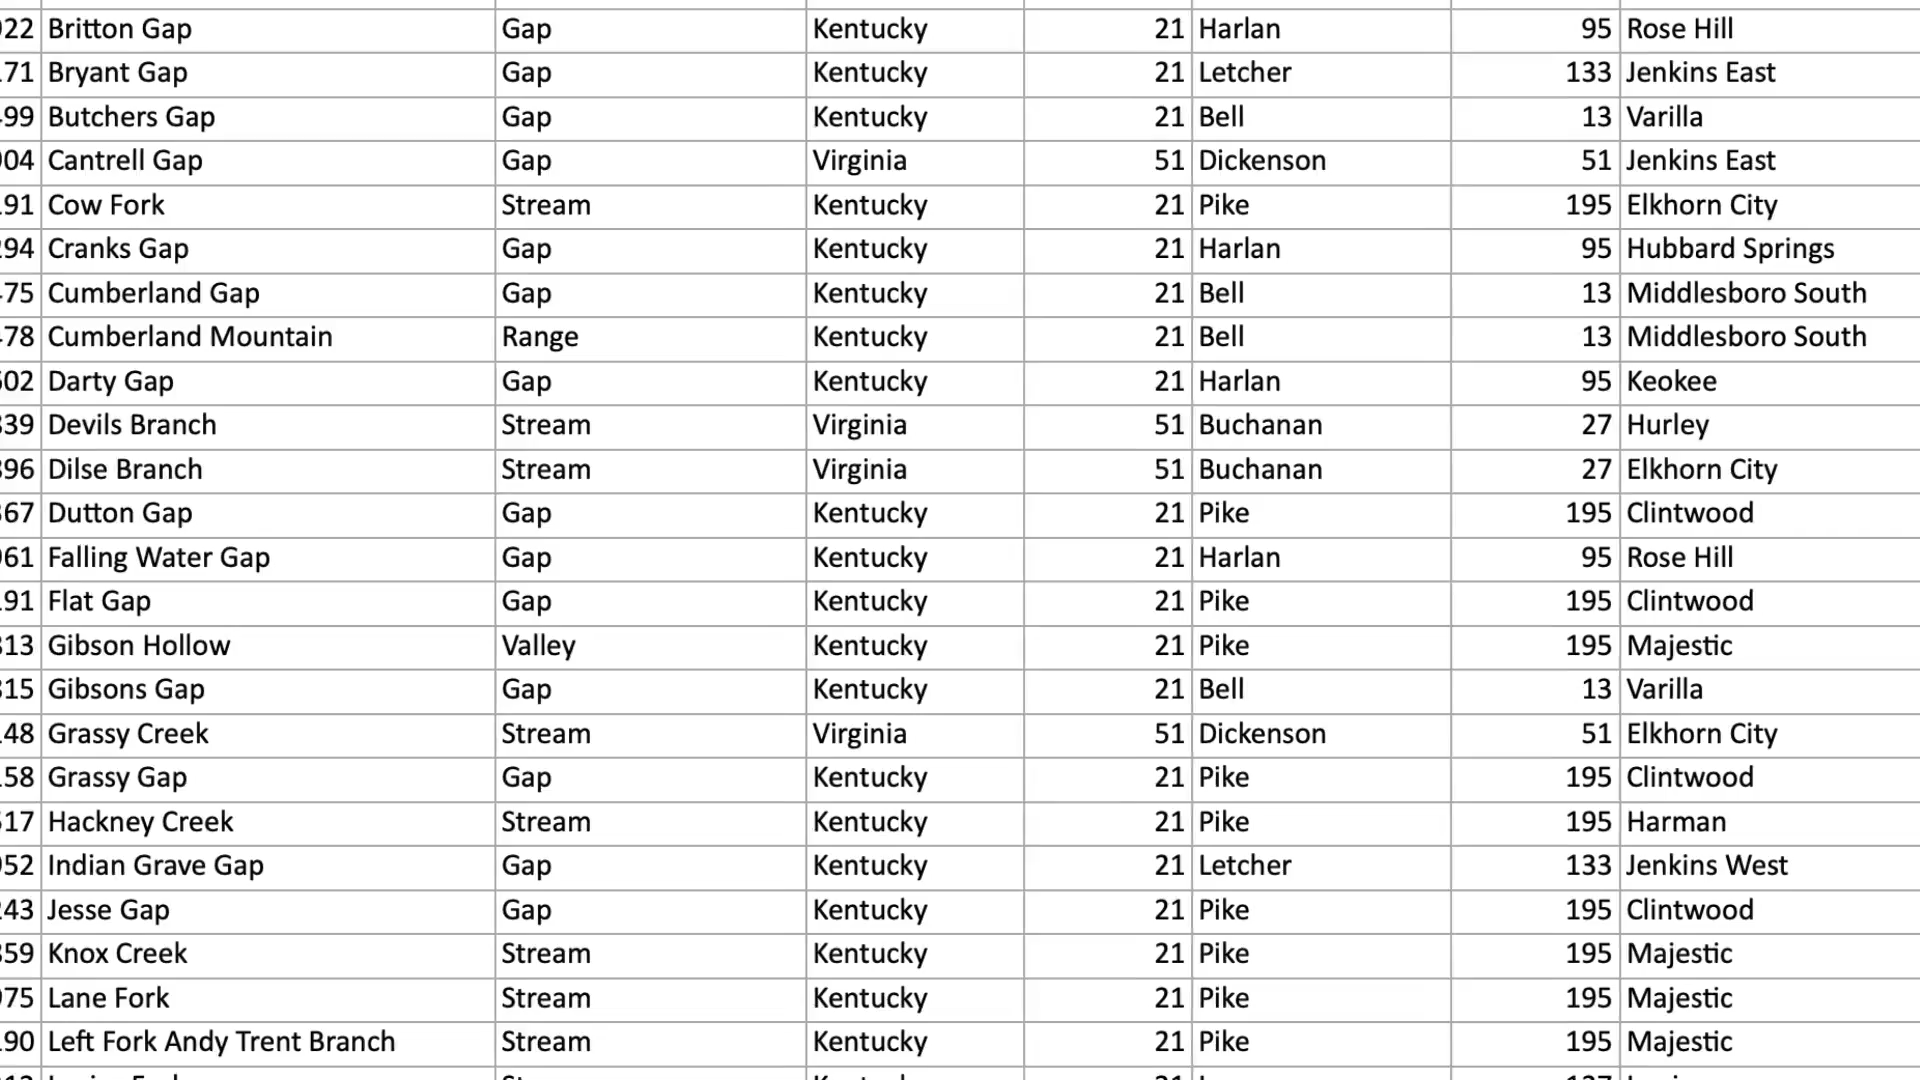 22 Britton Gap Gap Kentucky 21 Harlan 95 Rose Hill
71 Bryant Gap Gap Kentucky 21 Letcher 133 Jenkins East
99 Butchers Gap Gap Kentucky 21 Bell 13 Varilla
04 Cantrell Gap Gap Virginia 51 Dickenson 51 Jenkins East
91 Cow Fork Stream Kentucky 21 Pike 195 Elkhorn City
94 Cranks Gap Gap Kentucky 21 Harlan 95 Hubbard Springs
75 Cumberland Gap Gap Kentucky 21 Bell 13 Middlesboro South
78 Cumberland Mountain Range Kentucky 21 Bell 13 Middlesboro South
02 Darty Gap Gap Kentucky 21 Harlan 95 Keokee
39 Devils Branch Stream Virginia 51 Buchanan 27 Hurley
96 Dilse Branch Stream Virginia 51 Buchanan 27 Elkhorn City
67 Dutton Gap Gap Kentucky 21 Pike 195 Clintwood
61 Falling Water Gap Gap Kentucky 21 Harlan 95 Rose Hill
91 Flat Gap Gap Kentucky 21 Pike 195 Clintwood
13 Gibson Hollow Valley Kentucky 21 Pike 195 Majestic
15 Gibsons Gap Gap Kentucky 21 Bell 13 Varilla
48 Grassy Creek Stream Virginia 51 Dickenson 51 Elkhorn City
58 Grassy Gap Gap Kentucky 21 Pike 195 Clintwood
17 Hackney Creek Stream Kentucky 21 Pike 195 Harman
52 Indian Grave Gap Gap Kentucky 21 Letcher 133 Jenkins West
43 Jesse Gap Gap Kentucky 21 Pike 195 Clintwood
59 Knox Creek Stream Kentucky 21 Pike 195 Majestic
75 Lane Fork Stream Kentucky 21 Pike 195 Majestic
90 Left Fork Andy Trent Branch Stream Kentucky 21 Pike 195 Majestic